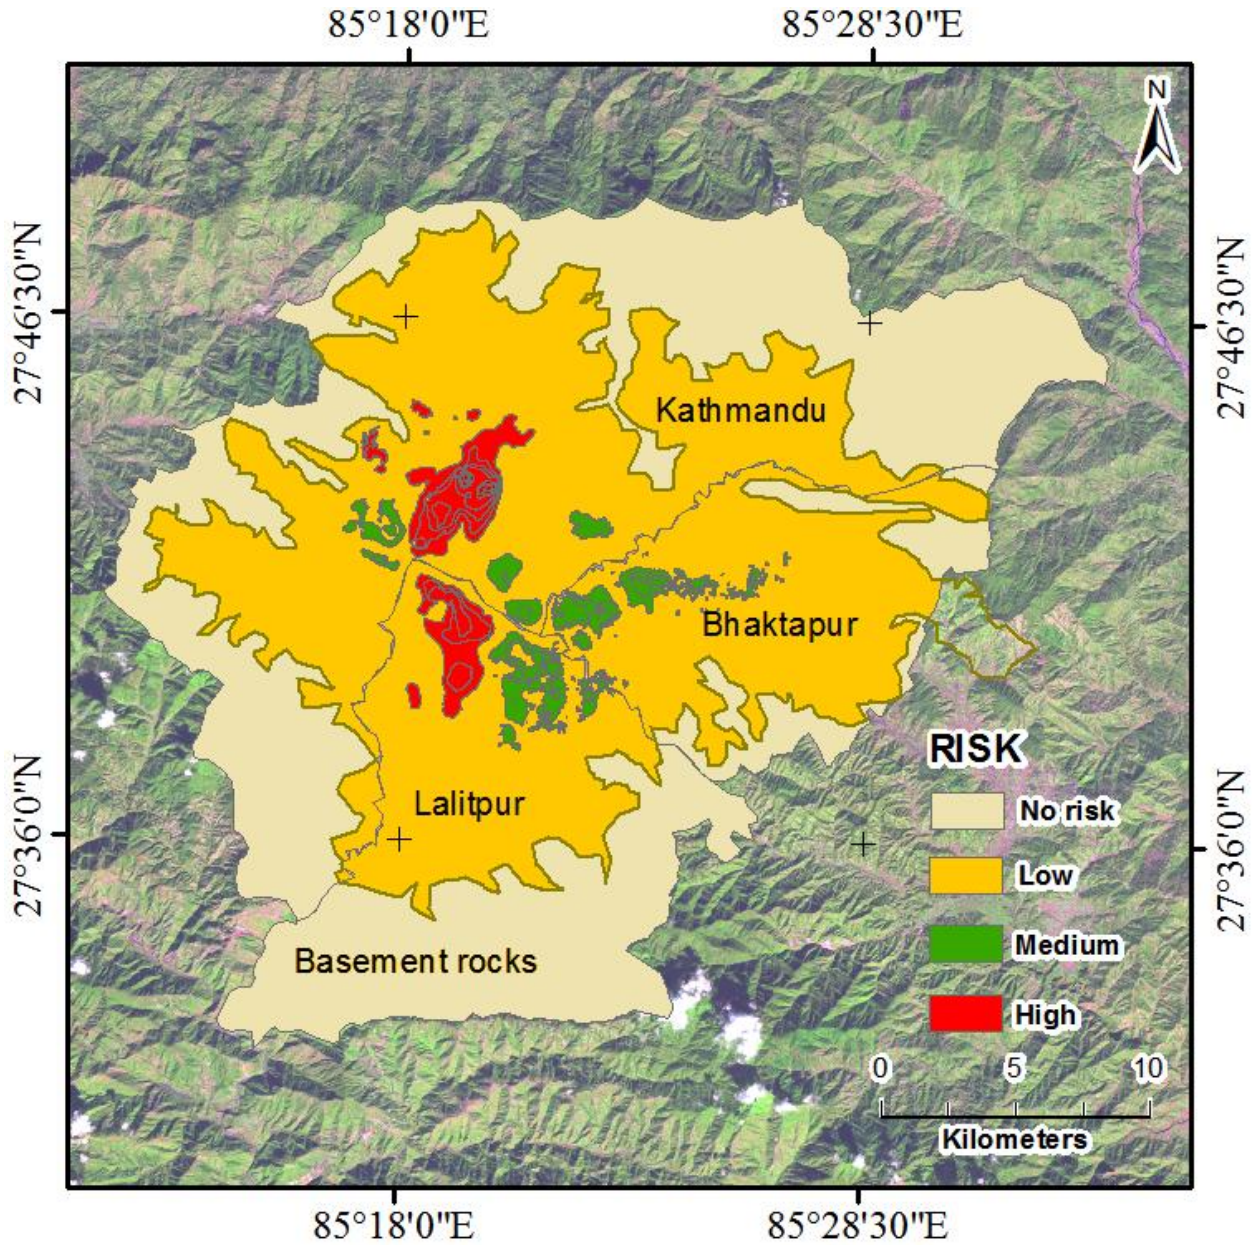 85°18'0"E
85°28'30"E
N
27°46'30"N
27°46'30"N
Kathmandu
Bhaktapur
RISK
No risk
Lalitpur
27°36'0"N
27°36'0"N
Low
Medium
Basement rocks
High
0 5 10
Kilometers
85°18'0"E
85°28'30"E